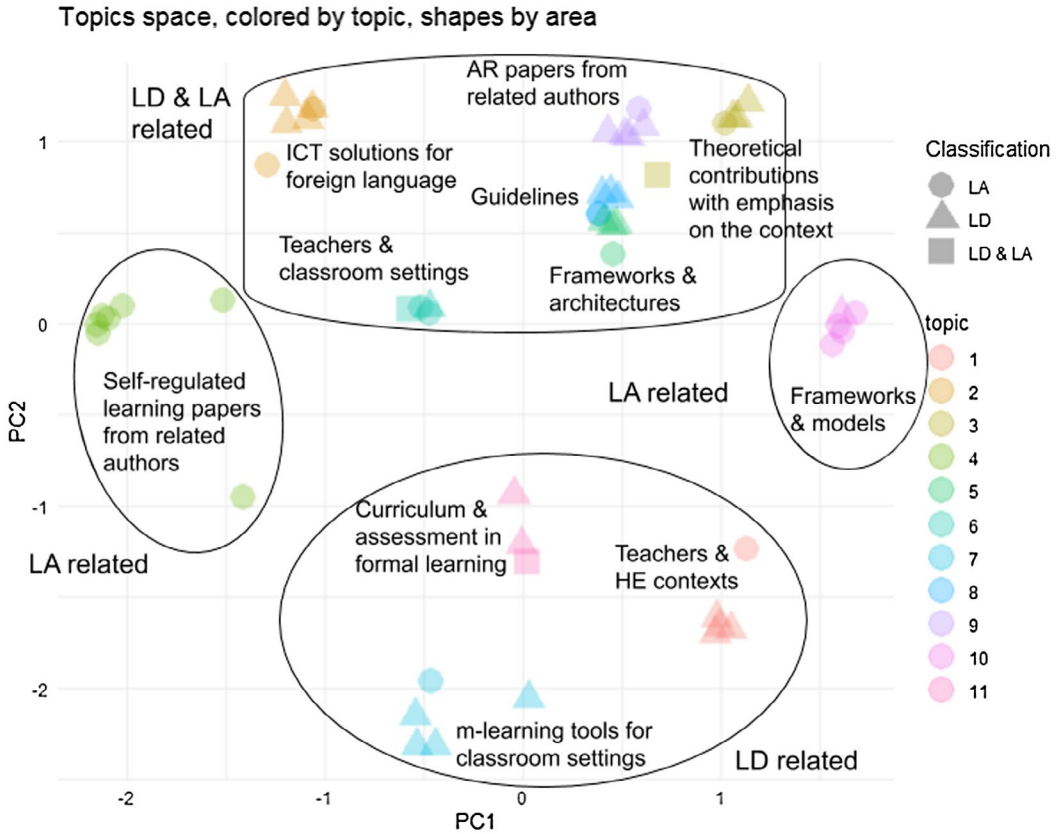 Topics space, colored by topic, shapes by area
LD & LA
related
AR papers from
related authors
ICT solutions for
foreign language
Guidelines
Theoretical
contributions
with emphasis
on the context
Teachers &
classroom settings
Frameworks &
architectures
Self-regulated
learning papers
from related
authors
LA related
LA related
Frameworks
& models
Curriculum &
assessment in
formal learning
Teachers &
HE contexts
m-learning tools for
classroom settings
LD related
PC2
1
0
-1
-2
-2
-1
0
1
PC1
Classification
LA
LD
LD & LA
topic
1
2
3
4
5
6
7
8
9
10
11